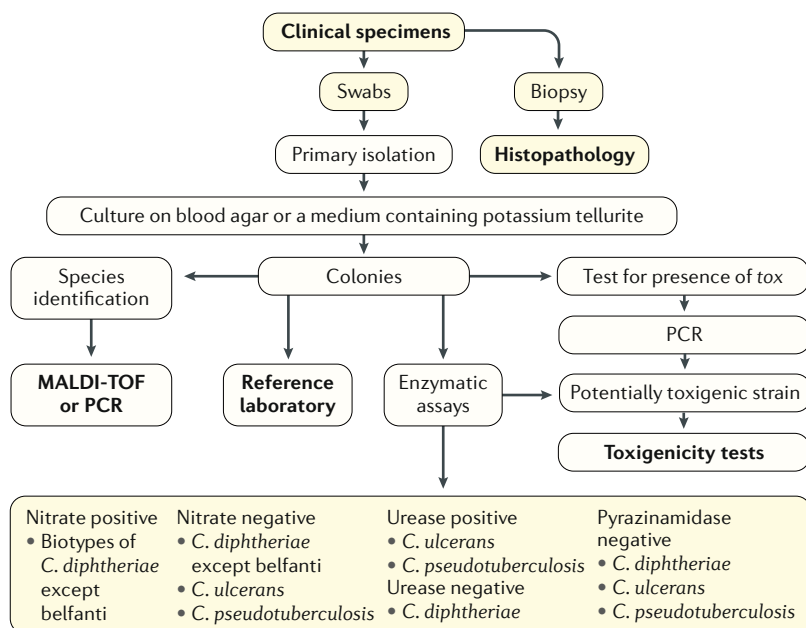 Clinical specimens
Swabs
Biopsy
Primary isolation
Histopathology
Culture on blood agar or a medium containing potassium tellurite
Species
identification
Colonies
Test for presence of tox
PCR
MALDI-TOF
or PCR
Reference
laboratory
Enzymatic
assays
Potentially toxigenic strain
Toxigenicity tests
Nitrate positive
• Biotypes of
C. diphtheriae
except
belfanti
Nitrate negative
• C. diphtheriae
except belfanti
• C. ulcerans
• C. pseudotuberculosis
Urease positive
• C. ulcerans
• C. pseudotuberculosis
Urease negative
• C. diphtheriae
Pyrazinamidase
negative
• C. diphtheriae
• C. ulcerans
• C. pseudotuberculosis